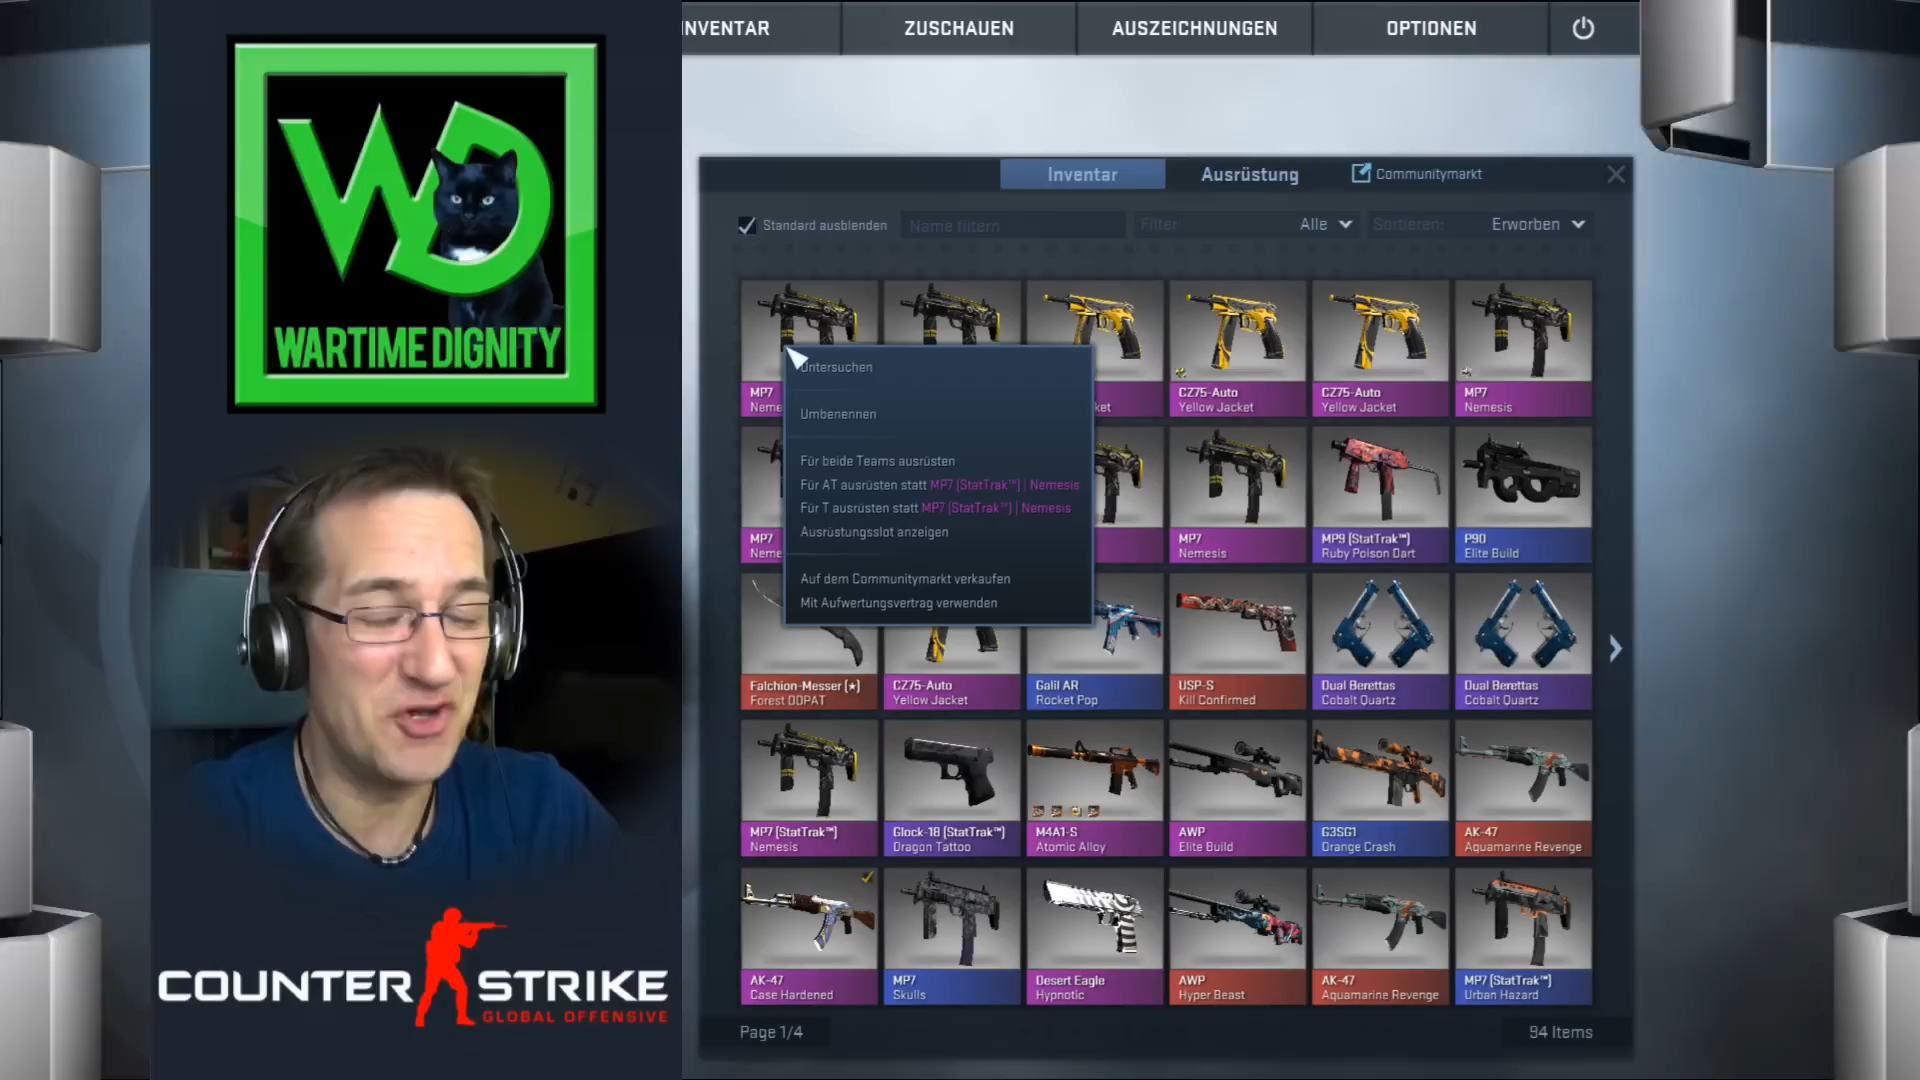 INVENTAR
ZUSCHAUEN
AUSZEICHNUNGEN
OPTIONEN
WD
WARTIME DIGNITY
Inventar
Ausrüstung
Communitymarkt
Standard ausblenden
Name filtern
Filter:
Alle
Sortieren:
Erworben
MP7
Neme
ket
CZ75-Auto
Yellow Jacket
CZ75-Auto
Yellow Jacket
MP7
Nemesis
Untersuchen
Umbenennen
Für beide Teams ausrüsten
Für AT ausrüsten statt MP7 (StatTrak™) | Nemesis
Für T ausrüsten statt MP7 (StatTrak™) | Nemesis
Ausrüstungsslot anzeigen
Auf dem Communitymarkt verkaufen
Mit Aufwertungsvertrag verwenden
MP7
Neme
MP7
Nemesis
MP9 (StatTrak™)
Ruby Poison Dart
P90
Elite Build
Falchion-Messer (★)
Forest DDPAT
CZ75-Auto
Yellow Jacket
Galil AR
Rocket Pop
USP-S
Kill Confirmed
Dual Berettas
Cobalt Quartz
Dual Berettas
Cobalt Quartz
MP7 (StatTrak™)
Nemesis
Glock-18 (StatTrak™)
Dragon Tattoo
M4A1-S
Atomic Alloy
AWP
Elite Build
G3SG1
Orange Crash
AK-47
Aquamarine Revenge
AK-47
Case Hardened
MP7
Skulls
Desert Eagle
Hypnotic
AWP
Hyper Beast
AK-47
Aquamarine Revenge
MP7 (StatTrak™)
Urban Hazard
Page 1/4
94 Items
COUNTER STRIKE
GLOBAL OFFENSIVE